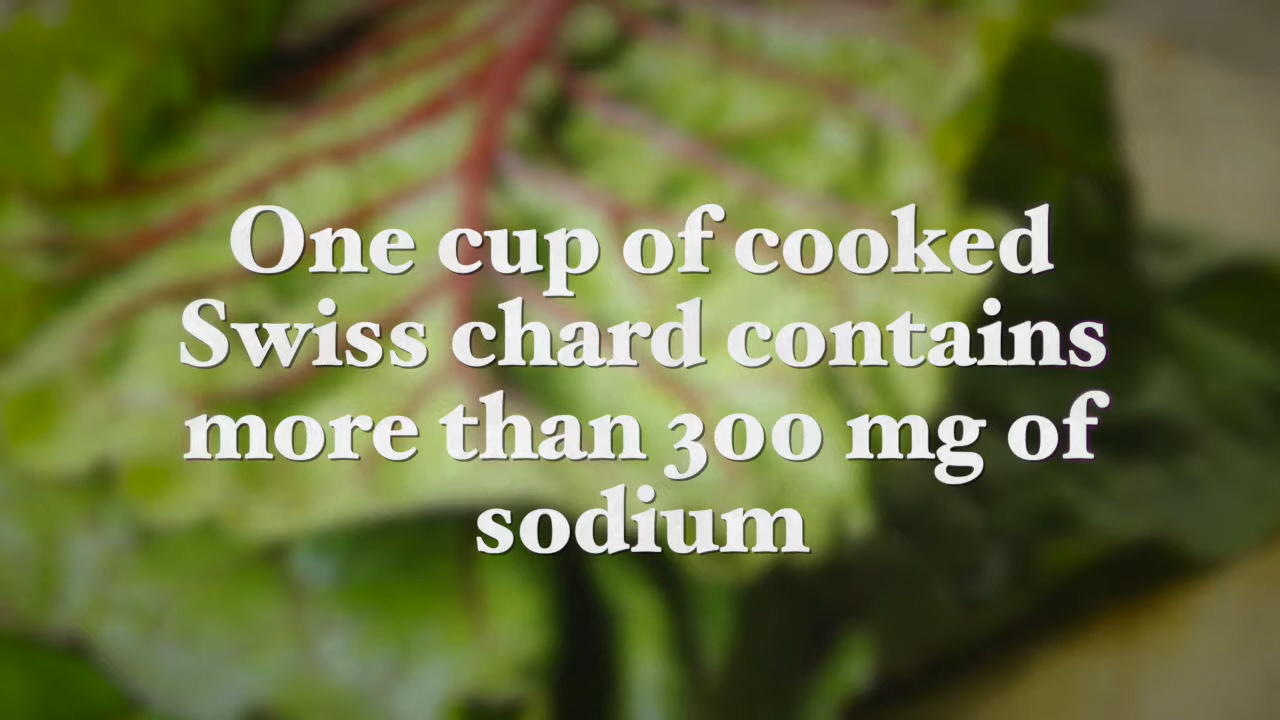 One cup of cooked
Swiss chard contains
more than 300 mg of
sodium